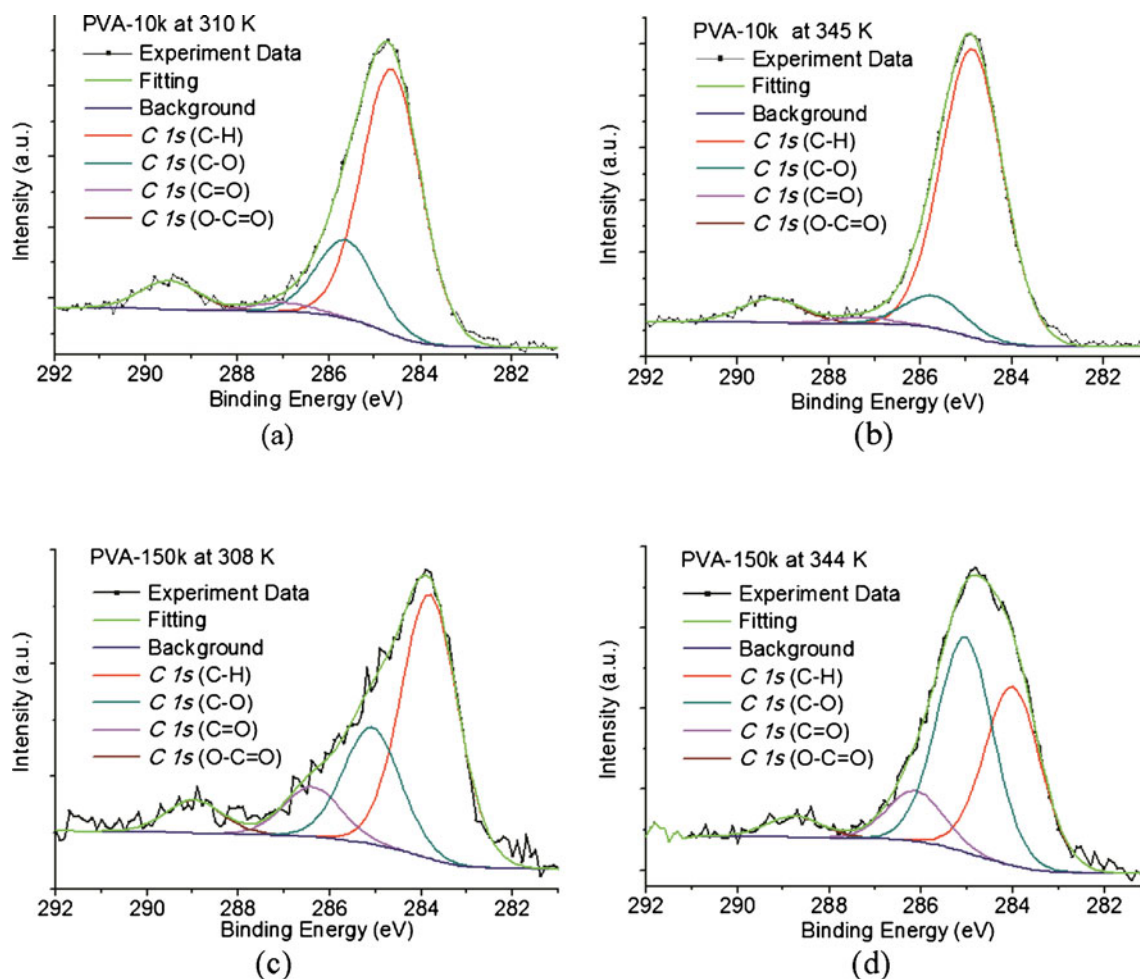 PVA-10k at 310 K
Experiment Data
Fitting
Background
C 1s (C-H)
C 1s (C-O)
C 1s (C=O)
C 1s (O-C=O)
Intensity (a.u.)
292 290 288 286 284 282
Binding Energy (eV)
(a)
PVA-10k at 345 K
Experiment Data
Fitting
Background
C 1s (C-H)
C 1s (C-O)
C 1s (C=O)
C 1s (O-C=O)
Intensity (a.u.)
292 290 288 286 284 282
Binding Energy (eV)
(b)
PVA-150k at 308 K
Experiment Data
Fitting
Background
C 1s (C-H)
C 1s (C-O)
C 1s (C=O)
C 1s (O-C=O)
Intensity (a.u.)
292 290 288 286 284 282
Binding Energy (eV)
(c)
PVA-150k at 344 K
Experiment Data
Fitting
Background
C 1s (C-H)
C 1s (C-O)
C 1s (C=O)
C 1s (O-C=O)
Intensity (a.u.)
292 290 288 286 284 282
Binding Energy (eV)
(d)